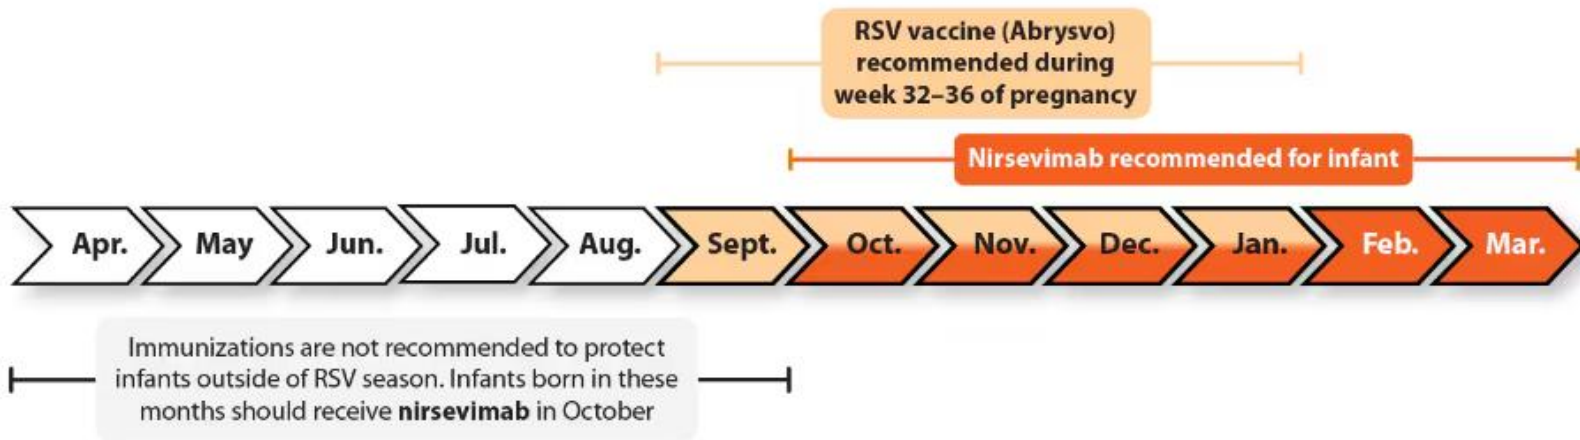 RSV vaccine (Abrysvo)
recommended during
week 32–36 of pregnancy
Nirsevimab recommended for infant
Apr. May Jun. Jul. Aug. Sept. Oct. Nov. Dec. Jan. Feb. Mar.
Immunizations are not recommended to protect
infants outside of RSV season. Infants born in these
months should receive nirsevimab in October